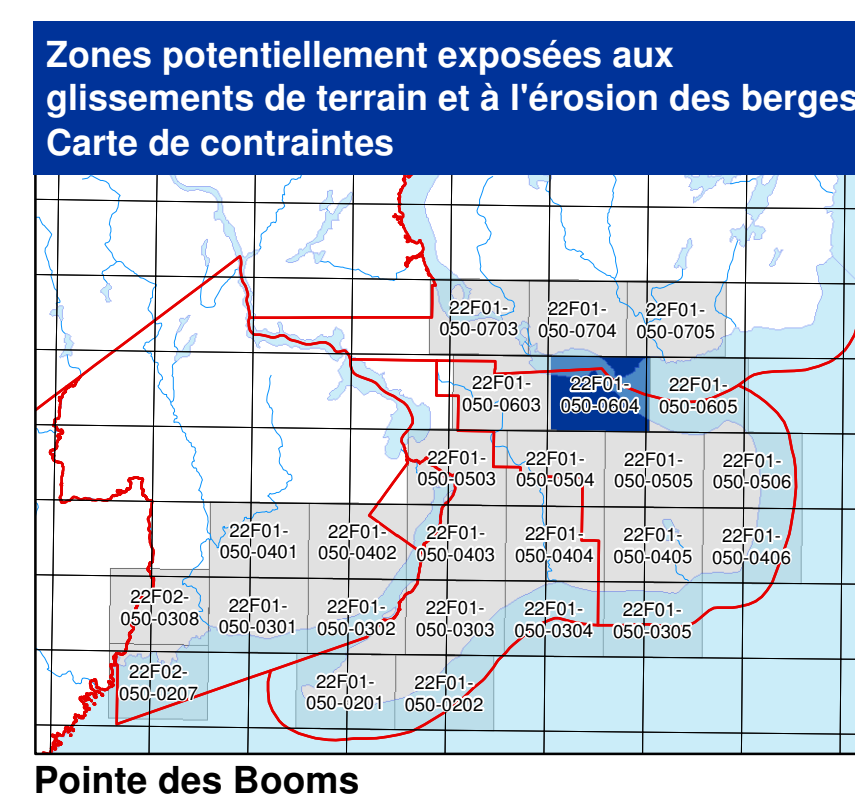 Zones potentiellement exposées aux
glissements de terrain et à l'érosion des berges
Carte de contraintes
22F01-
050-0703
22F01-
050-0704
22F01-
050-0705
22F01-
050-0603
22F01-
050-0604
22F01-
050-0605
22F01-
050-0503
22F01-
050-0504
22F01-
050-0505
22F01-
050-0506
22F01-
050-0401
22F01-
050-0402
22F01-
050-0403
22F01-
050-0404
22F01-
050-0405
22F01-
050-0406
22F02-
050-0308
22F01-
050-0301
22F01-
050-0302
22F01-
050-0303
22F01-
050-0304
22F01-
050-0305
22F02-
050-0207
22F01-
050-0201
22F01-
050-0202
Pointe des Booms